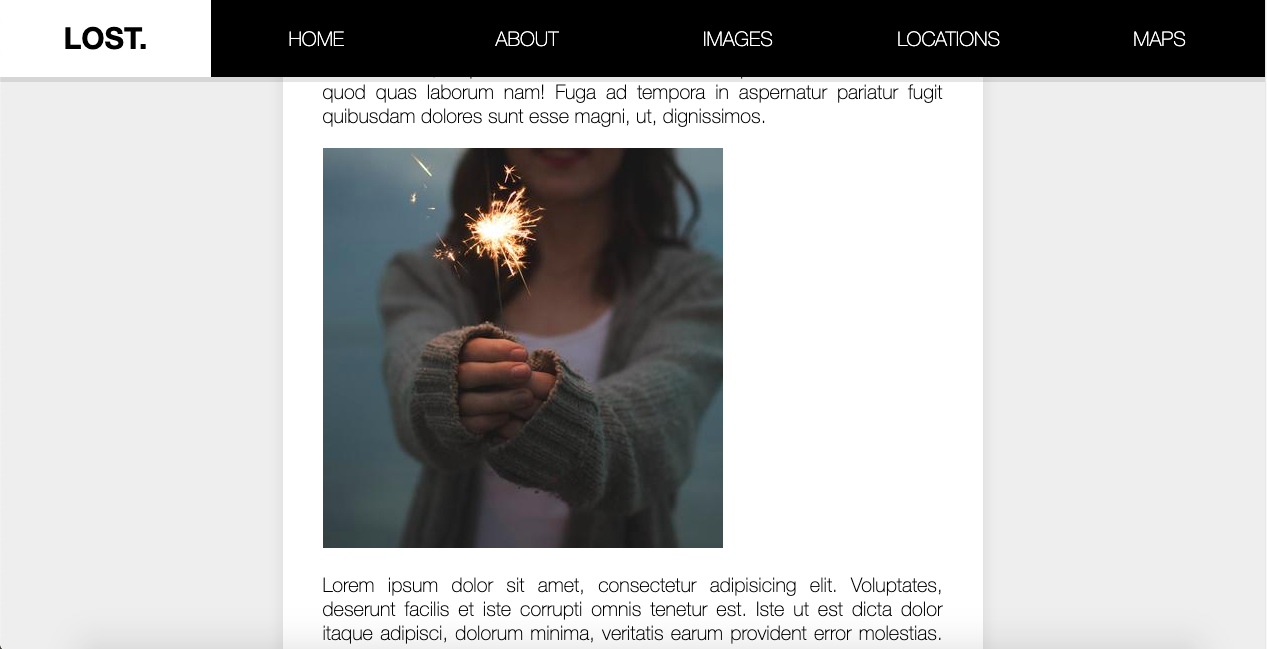 LOST.
HOME
ABOUT
IMAGES
LOCATIONS
MAPS
quod quas laborum nam! Fuga ad tempora in aspernatur pariatur fugit
quibusdam dolores sunt esse magni, ut, dignissimos.
Lorem ipsum dolor sit amet, consectetur adipisicing elit. Voluptates,
deserunt facilis et iste corrupti omnis tenetur est. Iste ut est dicta dolor
itaque adipisci, dolorum minima, veritatis earum provident error molestias.